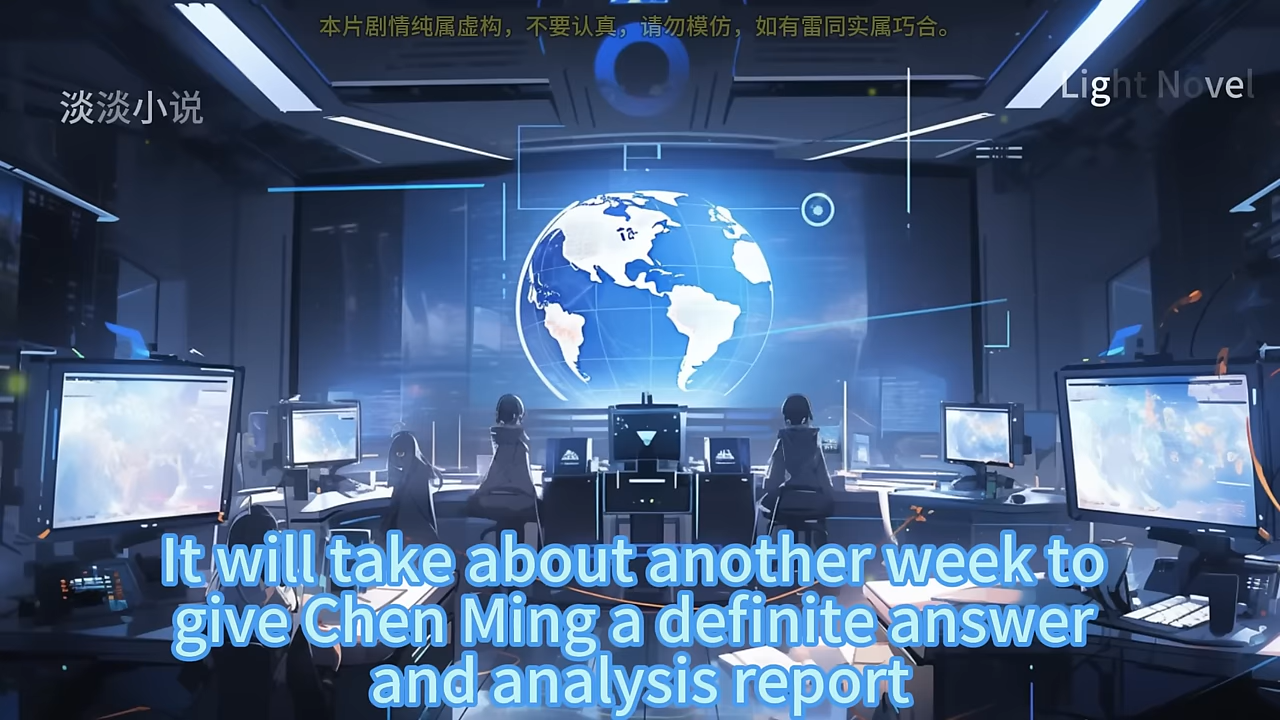 本片剧情纯属虚构，不要认真，请勿模仿，如有雷同实属巧合。
淡淡小说
Light Novel
It will take about another week to
give Chen Ming a definite answer
and analysis report